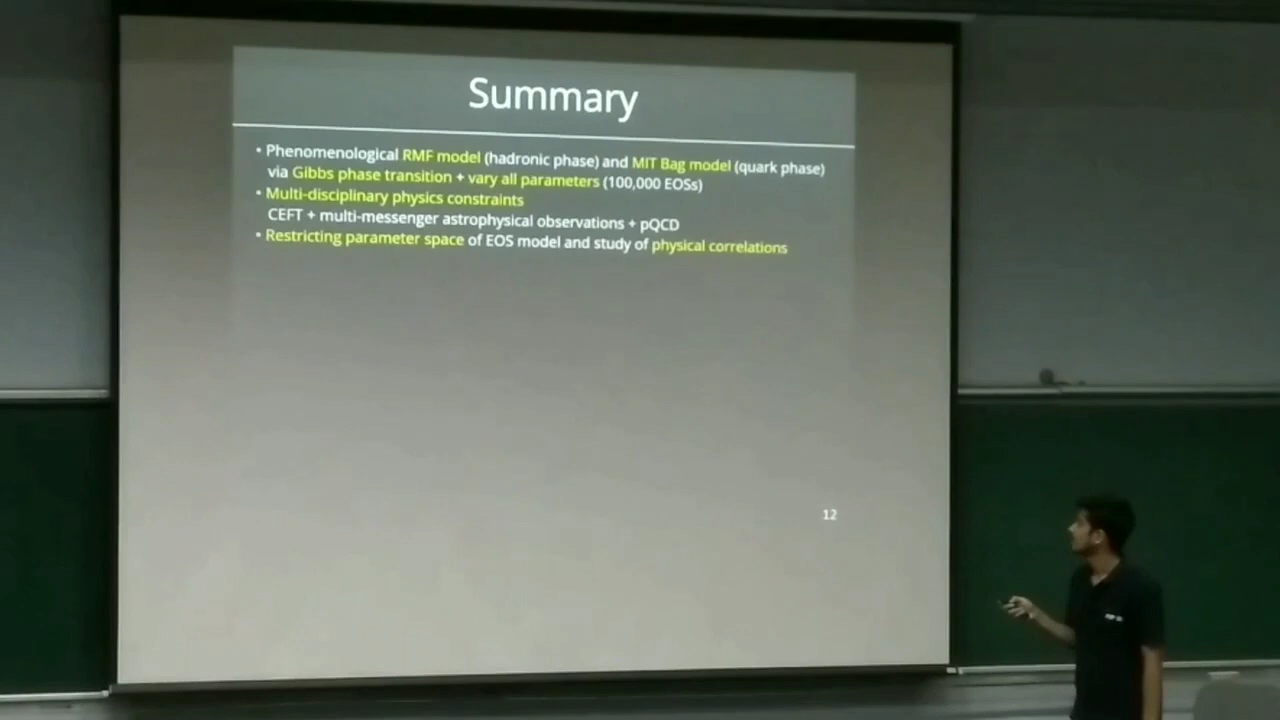 Summary
• Phenomenological RMF model (hadronic phase) and MIT Bag model (quark phase)
via Gibbs phase transition + vary all parameters (100,000 EOSs)
• Multi-disciplinary physics constraints
CEFT + multi-messenger astrophysical observations + pQCD
• Restricting parameter space of EOS model and study of physical correlations
12